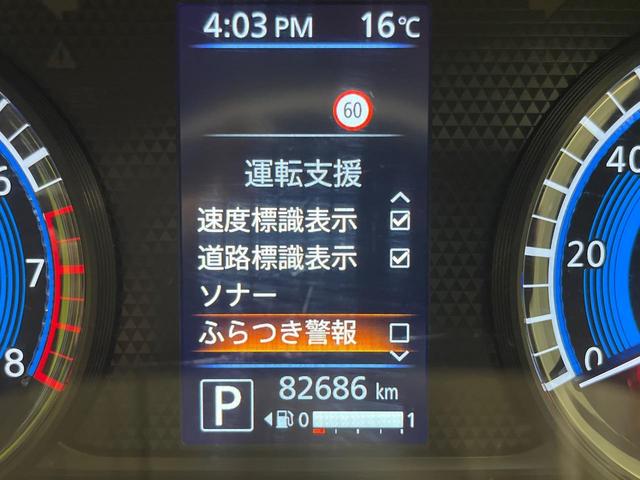 4:03 PM 16℃
60
運転支援
速度標識表示
道路標識表示
ソナー
ふらつき警報
P
82686 km
0 1
6
7
8
40
20
0